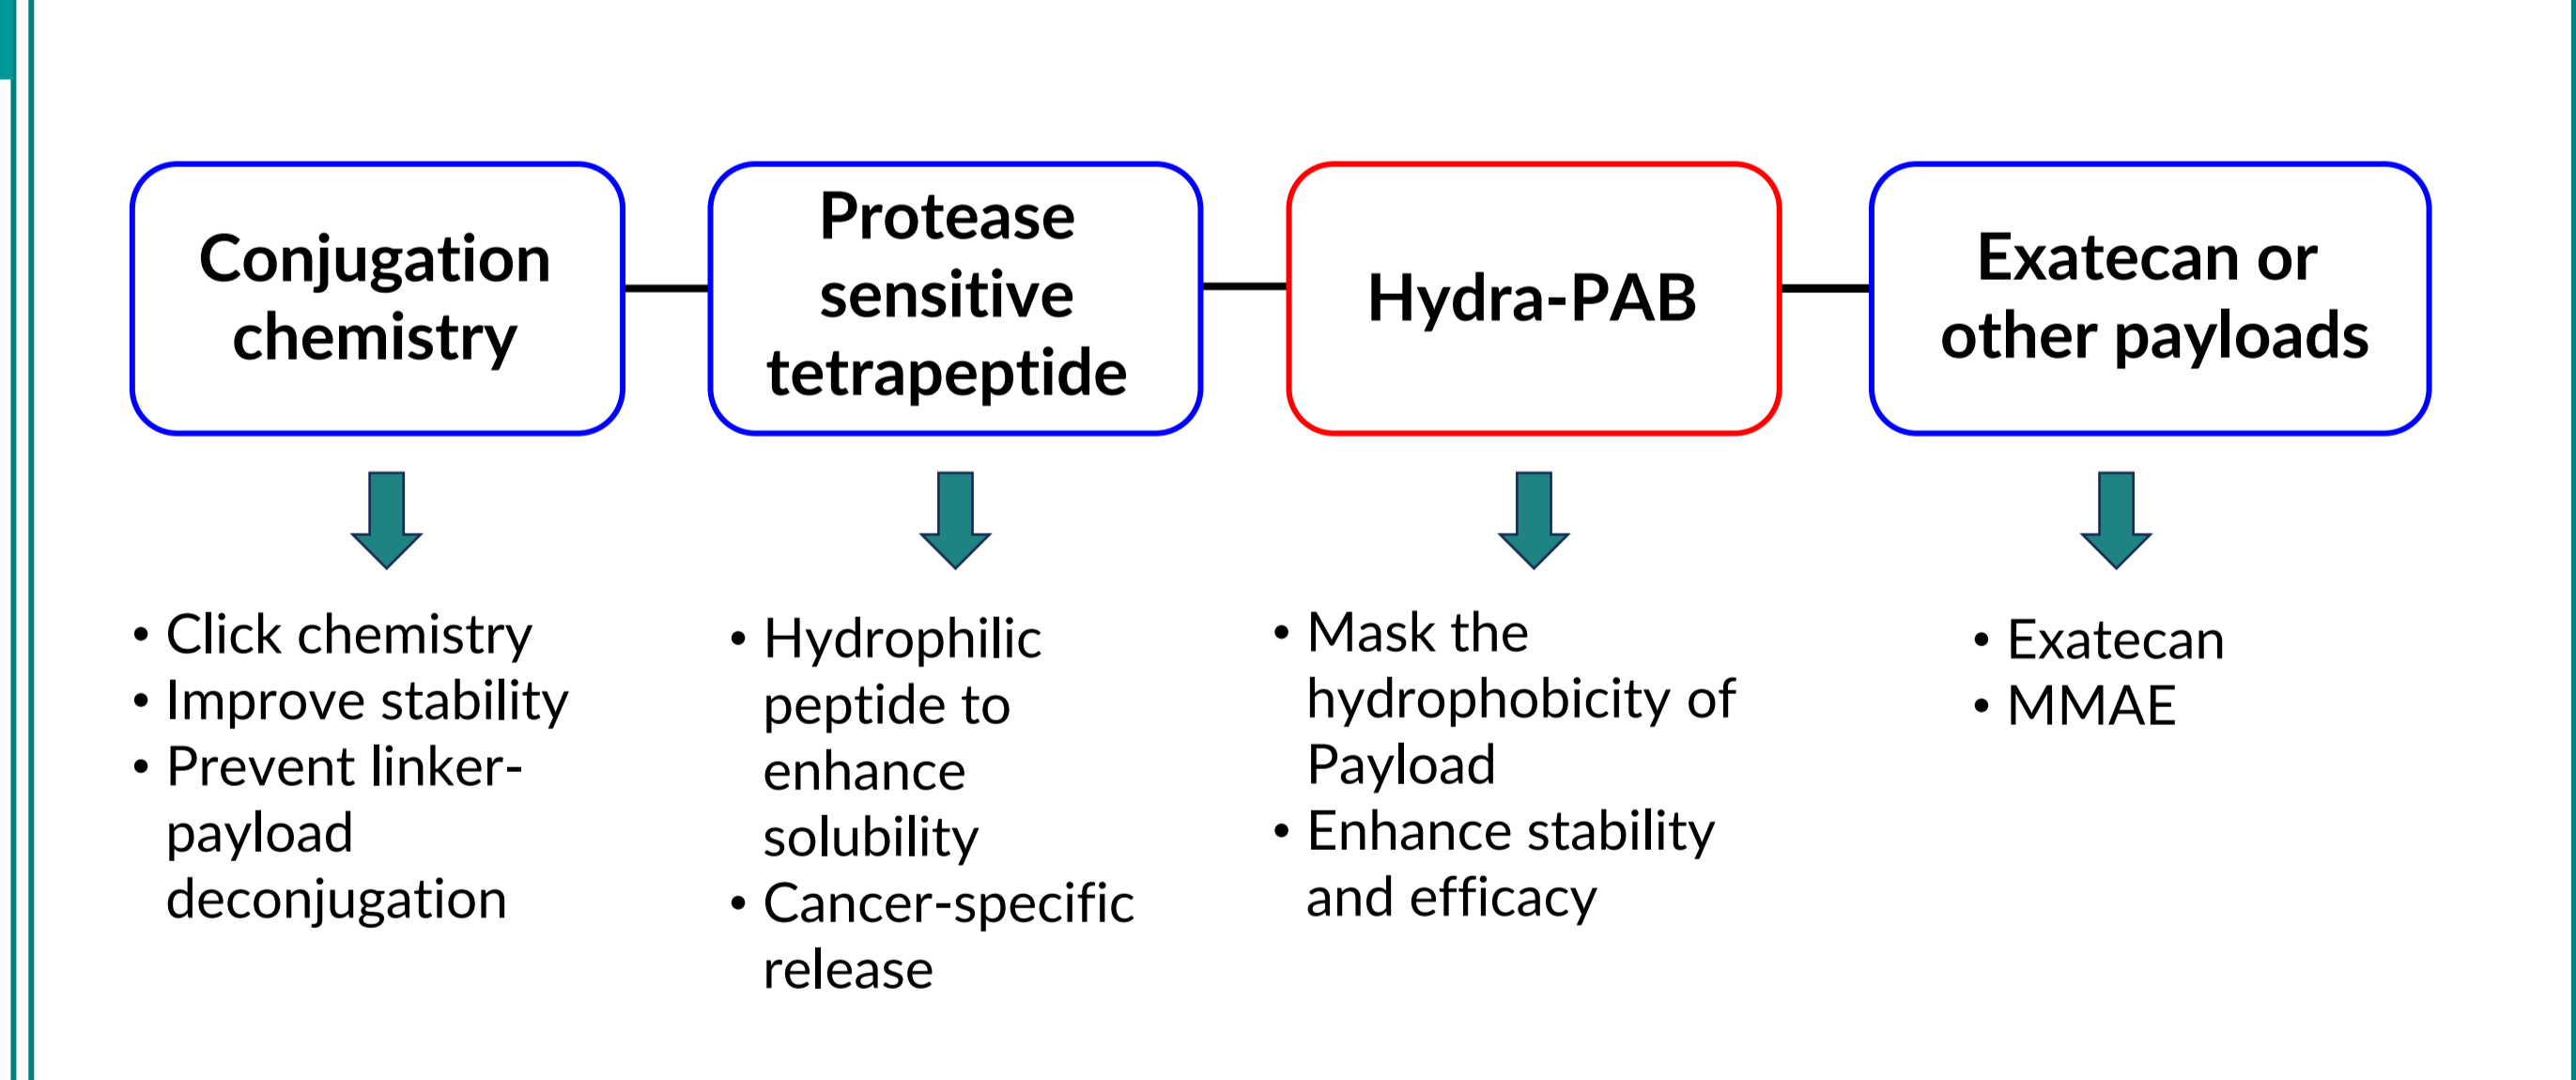 Conjugation
chemistry
Protease
sensitive
tetrapeptide
Hydra-PAB
Exatecan or
other payloads
• Click chemistry
• Improve stability
• Prevent linker-
payload
deconjugation
• Hydrophilic
peptide to
enhance
solubility
• Cancer-specific
release
• Mask the
hydrophobicity of
Payload
• Enhance stability
and efficacy
• Exatecan
• MMAE